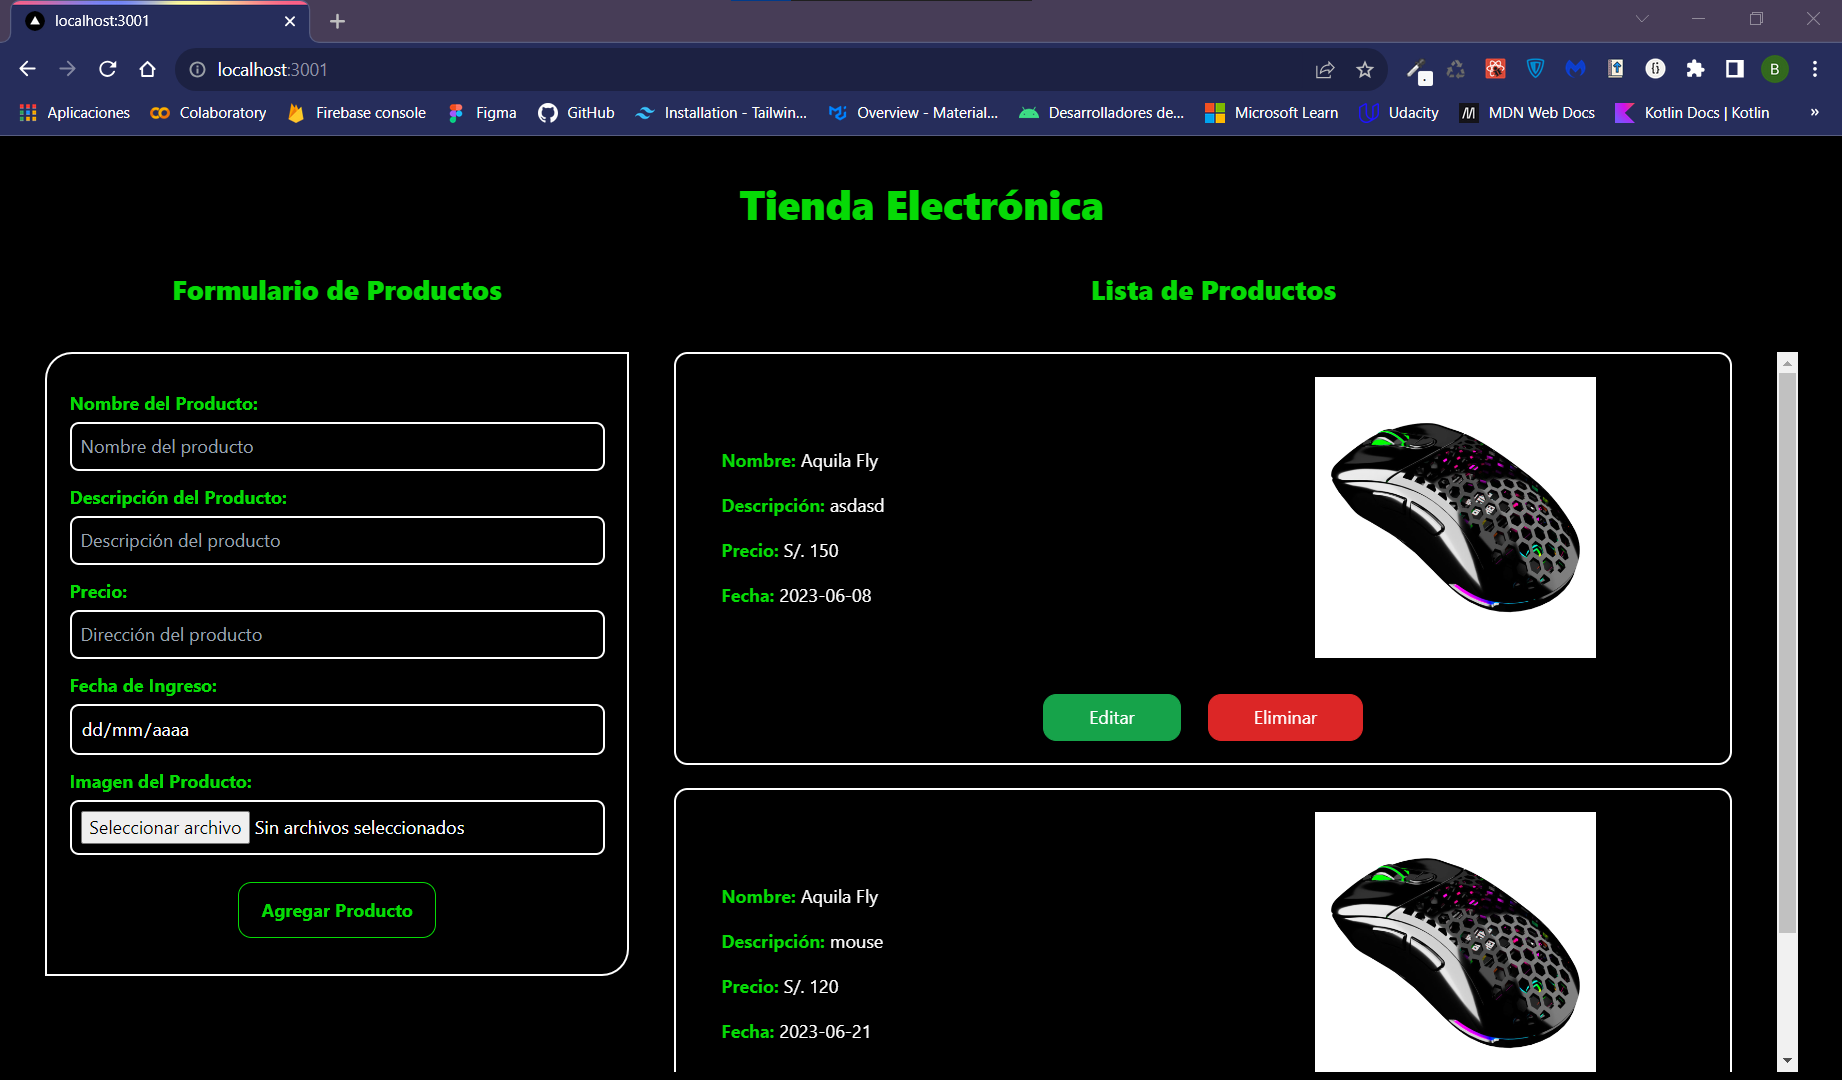 localhost:3001
localhost:3001
B
Aplicaciones
Colaboratory
Firebase console
Figma
GitHub
Installation - Tailwin...
Overview - Material...
Desarrolladores de...
Microsoft Learn
Udacity
MDN Web Docs
Kotlin Docs | Kotlin
»
Tienda Electrónica
Formulario de Productos
Nombre del Producto:
Nombre del producto
Descripción del Producto:
Descripción del producto
Precio:
Dirección del producto
Fecha de Ingreso:
dd/mm/aaaa
Imagen del Producto:
Seleccionar archivo Sin archivos seleccionados
Agregar Producto
Lista de Productos
Nombre: Aquila Fly
Descripción: asdasd
Precio: S/. 150
Fecha: 2023-06-08
Editar
Eliminar
Nombre: Aquila Fly
Descripción: mouse
Precio: S/. 120
Fecha: 2023-06-21